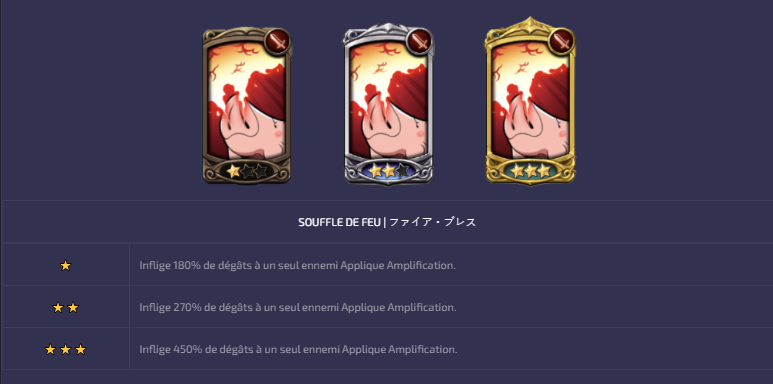 SOUFFLE DE FEU | ファイア・ブレス
Inflige 180% de dégâts à un seul ennemi Applique Amplification.
Inflige 270% de dégâts à un seul ennemi Applique Amplification.
Inflige 450% de dégâts à un seul ennemi Applique Amplification.